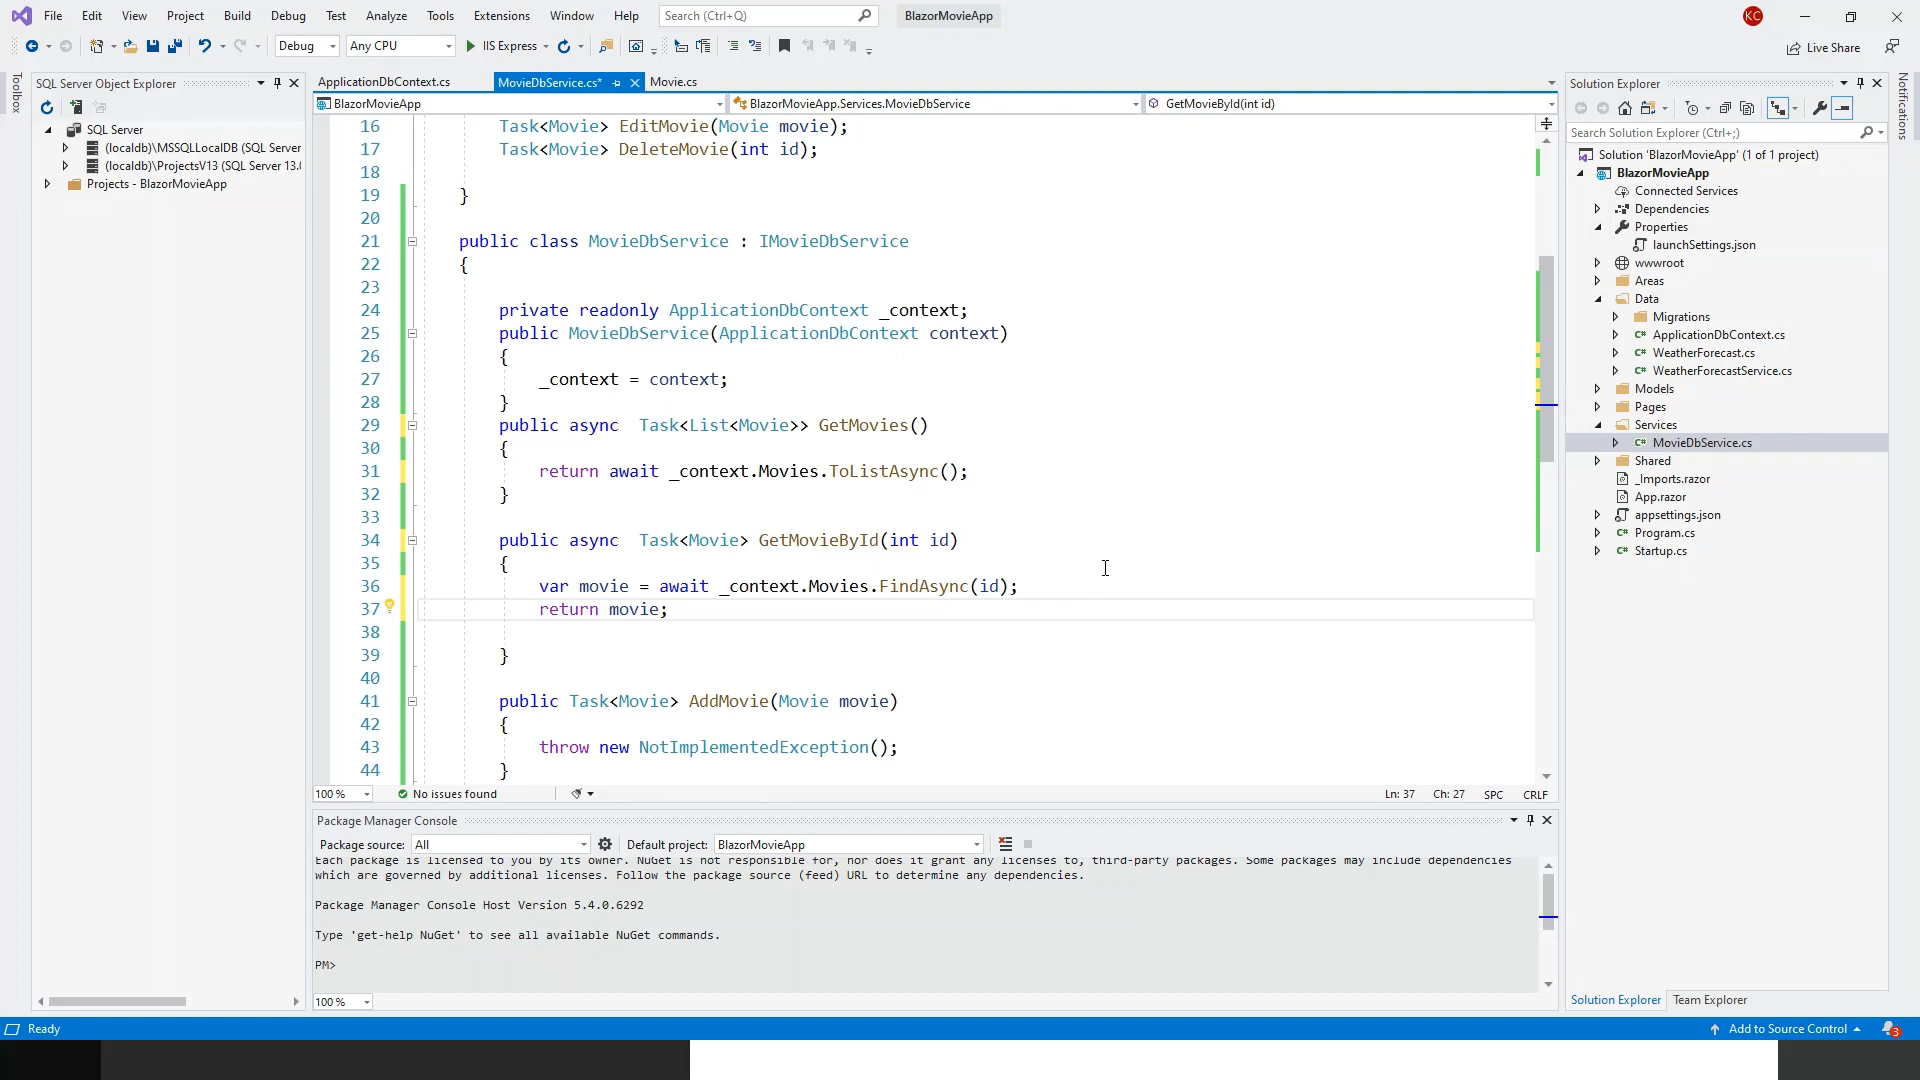 File Edit View Project Build Debug Test Analyze Tools Extensions Window Help Search (Ctrl+Q) BlazorMovieApp KC
Debug Any CPU IIS Express Live Share
Toolbox
SQL Server Object Explorer
SQL Server
(localdb)\MSSQLLocalDB (SQL Server
(localdb)\ProjectsV13 (SQL Server 13.
Projects - BlazorMovieApp
ApplicationDbContext.cs MovieDbService.cs* Movie.cs
BlazorMovieApp BlazorMovieApp.Services.MovieDbService GetMovieById(int id)
16 Task<Movie> EditMovie(Movie movie);
17 Task<Movie> DeleteMovie(int id);
18
19 }
20
21 public class MovieDbService : IMovieDbService
22 {
23
24 private readonly ApplicationDbContext _context;
25 public MovieDbService(ApplicationDbContext context)
26 {
27 _context = context;
28 }
29 public async  Task<List<Movie>> GetMovies()
30 {
31 return await _context.Movies.ToListAsync();
32 }
33
34 public async  Task<Movie> GetMovieById(int id)
35 {
36 var movie = await _context.Movies.FindAsync(id);
37 return movie;
38
39 }
40
41 public Task<Movie> AddMovie(Movie movie)
42 {
43 throw new NotImplementedException();
44 }
100 % No issues found Ln: 37 Ch: 27 SPC CRLF
Package Manager Console
Package source: All Default project: BlazorMovieApp
Each package is licensed to you by its owner. NuGet is not responsible for, nor does it grant any licenses to, third-party packages. Some packages may include dependencies
which are governed by additional licenses. Follow the package source (feed) URL to determine any dependencies.
Package Manager Console Host Version 5.4.0.6292
Type 'get-help NuGet' to see all available NuGet commands.
PM>
100 %
Solution Explorer
Search Solution Explorer (Ctrl+;)
Solution 'BlazorMovieApp' (1 of 1 project)
BlazorMovieApp
Connected Services
Dependencies
Properties
launchSettings.json
wwwroot
Areas
Data
Migrations
C# ApplicationDbContext.cs
C# WeatherForecast.cs
C# WeatherForecastService.cs
Models
Pages
Services
C# MovieDbService.cs
Shared
_Imports.razor
App.razor
appsettings.json
C# Program.cs
C# Startup.cs
Solution Explorer Team Explorer
Notifications
Ready Add to Source Control 3